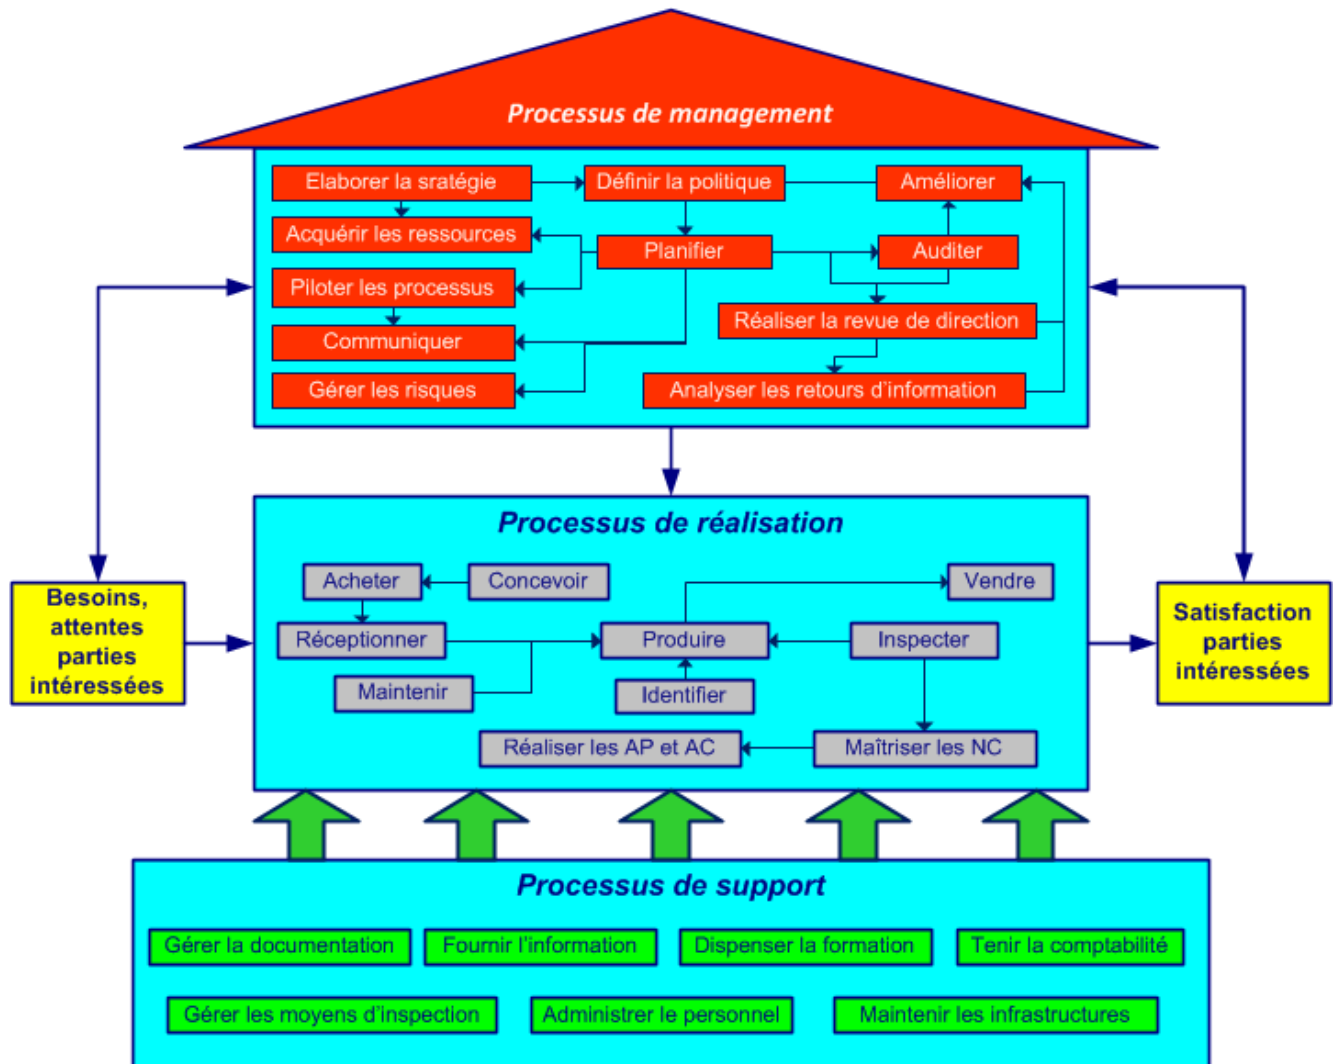 Processus de management
Elaborer la sratégie
Définir la politique
Améliorer
Acquérir les ressources
Planifier
Auditer
Piloter les processus
Réaliser la revue de direction
Communiquer
Gérer les risques
Analyser les retours d’information
Processus de réalisation
Acheter
Concevoir
Vendre
Besoins,
attentes
parties
intéressées
Réceptionner
Produire
Inspecter
Satisfaction
parties
intéressées
Maintenir
Identifier
Réaliser les AP et AC
Maîtriser les NC
Processus de support
Gérer la documentation
Fournir l’information
Dispenser la formation
Tenir la comptabilité
Gérer les moyens d’inspection
Administrer le personnel
Maintenir les infrastructures